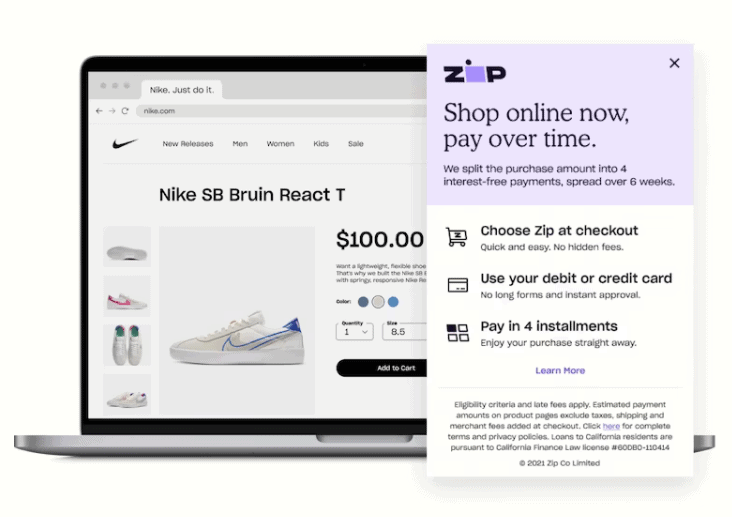 Nike. Just do it.
nike.com
New Releases Men Women Kids Sale
Nike SB Bruin React T
$100.00
Want a lightweight, flexible shoe
That's why we built the Nike SB B
with springy, responsive Nike Re
Color:
Quantity
1
Size
8.5
Add to Cart
zip
Shop online now,
pay over time.
We split the purchase amount into 4
interest-free payments, spread over 6 weeks.
Choose Zip at checkout
Quick and easy. No hidden fees.
Use your debit or credit card
No long forms and instant approval.
Pay in 4 installments
Enjoy your purchase straight away.
Learn More
Eligibility criteria and late fees apply. Estimated payment
amounts on product pages exclude taxes, shipping and
merchant fees added at checkout. Click here for complete
terms and privacy policies. Loans to California residents are
pursuant to California Finance Law license #60DBO-110414
© 2021 Zip Co Limited